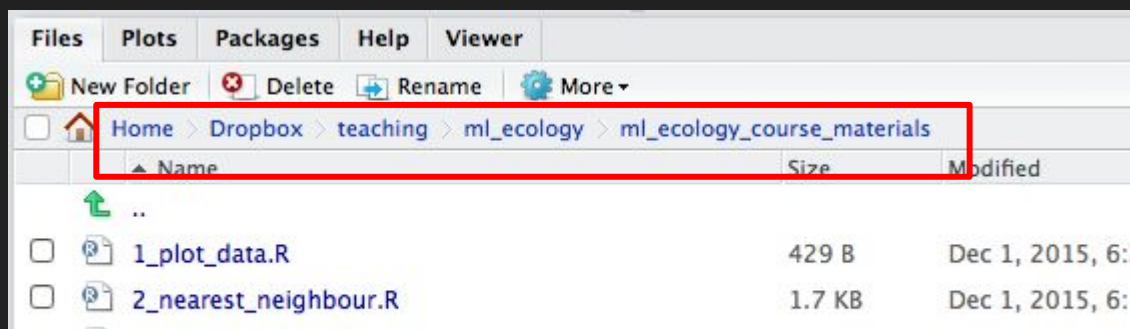 Files Plots Packages Help Viewer
New Folder Delete Rename More
Home Dropbox teaching ml_ecology ml_ecology_course_materials
Name Size Modified
..
1_plot_data.R 429 B Dec 1, 2015, 6:
2_nearest_neighbour.R 1.7 KB Dec 1, 2015, 6: